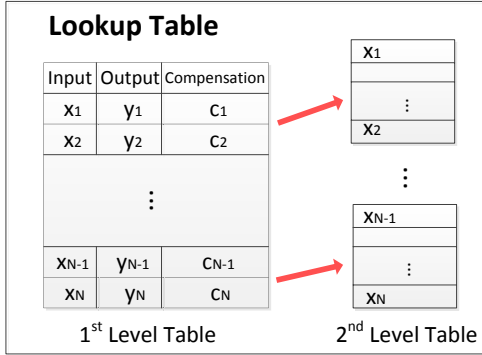 Lookup Table
Input Output Compensation
x1 y1 c1
x2 y2 c2
⋮
xN-1 yN-1 cN-1
xN yN cN
1st Level Table
x1
⋮
x2
⋮
xN-1
⋮
xN
2nd Level Table